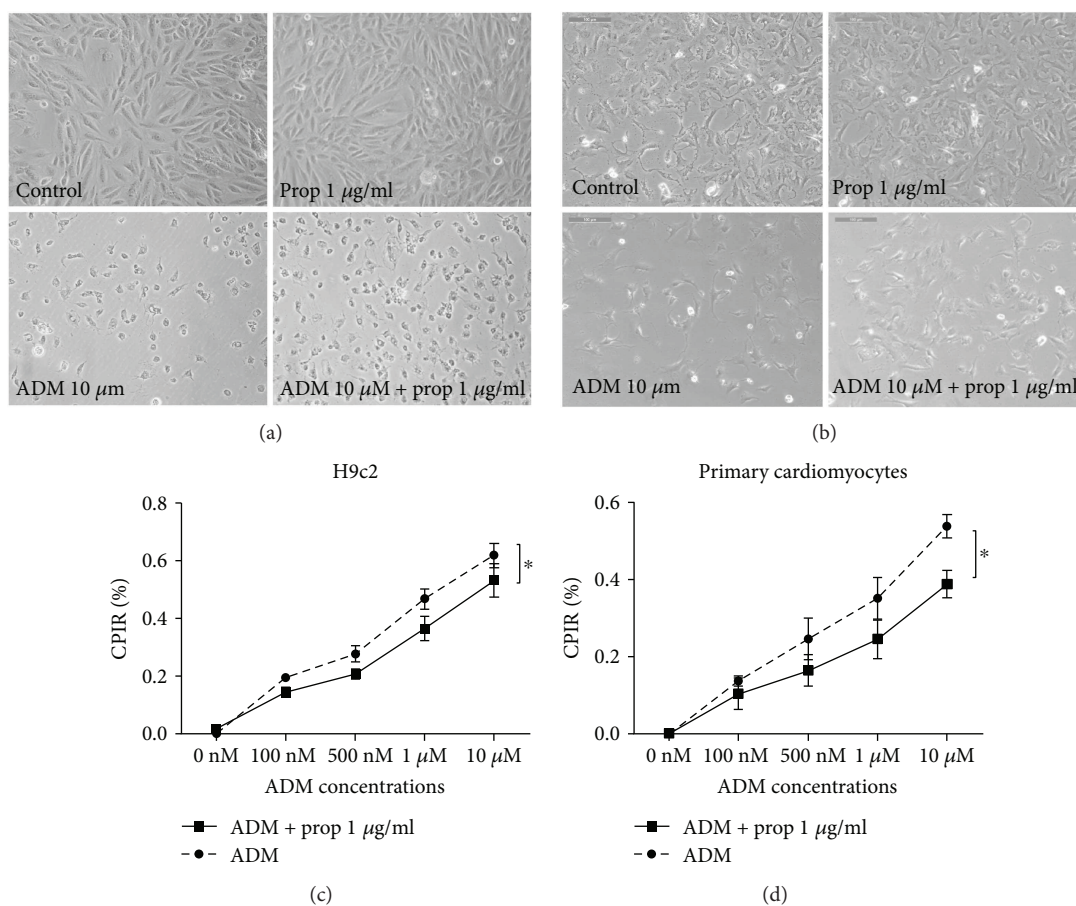 Control
Prop 1 μg/ml
ADM 10 μm
ADM 10 μM + prop 1 μg/ml
(a)
Control
Prop 1 μg/ml
ADM 10 μm
ADM 10 μM + prop 1 μg/ml
(b)
H9c2
CPIR (%)
0.8
0.6
0.4
0.2
0.0
*
0 nM 100 nM 500 nM 1 μM 10 μM
ADM concentrations
ADM + prop 1 μg/ml
ADM
(c)
Primary cardiomyocytes
CPIR (%)
0.6
0.4
0.2
0.0
*
0 nM 100 nM 500 nM 1 μM 10 μM
ADM concentrations
ADM + prop 1 μg/ml
ADM
(d)